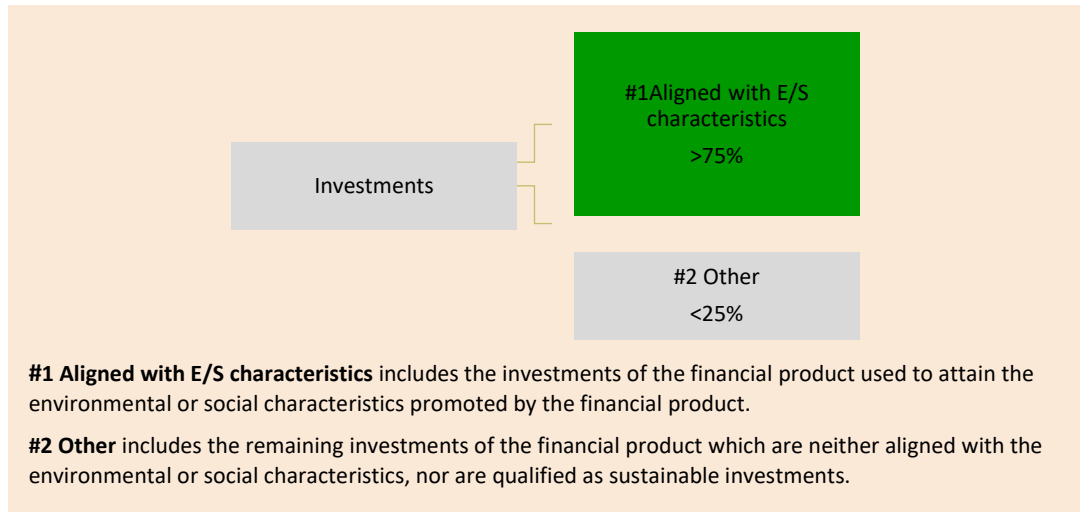 #1Aligned with E/S
characteristics
>75%
Investments
#2 Other
<25%
#1 Aligned with E/S characteristics includes the investments of the financial product used to attain the
environmental or social characteristics promoted by the financial product.
#2 Other includes the remaining investments of the financial product which are neither aligned with the
environmental or social characteristics, nor are qualified as sustainable investments.